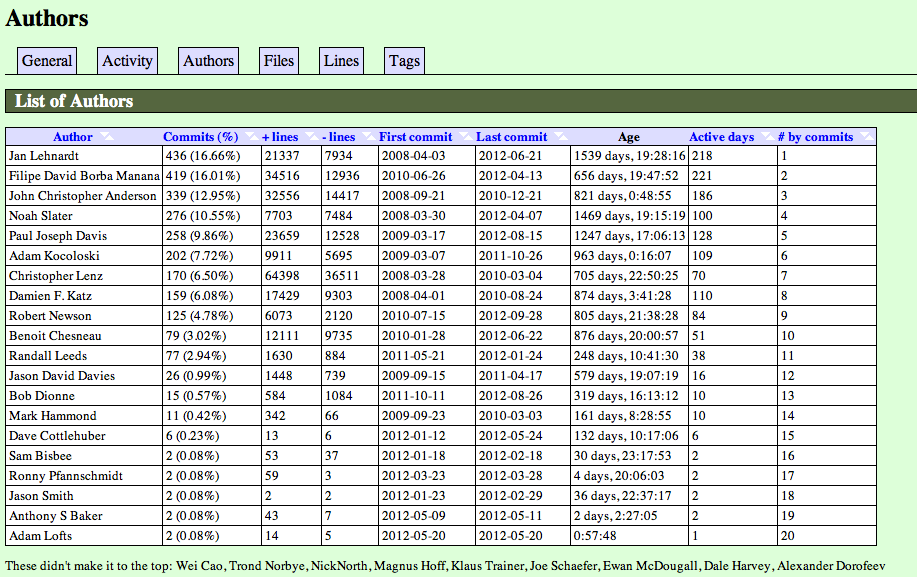 Authors
General Activity Authors Files Lines Tags
List of Authors
Author Commits (%) + lines - lines First commit Last commit Age Active days # by commits
Jan Lehnardt 436 (16.66%) 21337 7934 2008-04-03 2012-06-21 1539 days, 19:28:16 218 1
Filipe David Borba Manana 419 (16.01%) 34516 12936 2010-06-26 2012-04-13 656 days, 19:47:52 221 2
John Christopher Anderson 339 (12.95%) 32556 14417 2008-09-21 2010-12-21 821 days, 0:48:55 186 3
Noah Slater 276 (10.55%) 7703 7484 2008-03-30 2012-04-07 1469 days, 19:15:19 100 4
Paul Joseph Davis 258 (9.86%) 23659 12528 2009-03-17 2012-08-15 1247 days, 17:06:13 128 5
Adam Kocoloski 202 (7.72%) 9911 5695 2009-03-07 2011-10-26 963 days, 0:16:07 109 6
Christopher Lenz 170 (6.50%) 64398 36511 2008-03-28 2010-03-04 705 days, 22:50:25 70 7
Damien F. Katz 159 (6.08%) 17429 9303 2008-04-01 2010-08-24 874 days, 3:41:28 110 8
Robert Newson 125 (4.78%) 6073 2120 2010-07-15 2012-09-28 805 days, 21:38:28 84 9
Benoit Chesneau 79 (3.02%) 12111 9735 2010-01-28 2012-06-22 876 days, 20:00:57 51 10
Randall Leeds 77 (2.94%) 1630 884 2011-05-21 2012-01-24 248 days, 10:41:30 38 11
Jason David Davies 26 (0.99%) 1448 739 2009-09-15 2011-04-17 579 days, 19:07:19 16 12
Bob Dionne 15 (0.57%) 584 1084 2011-10-11 2012-08-26 319 days, 16:13:12 10 13
Mark Hammond 11 (0.42%) 342 66 2009-09-23 2010-03-03 161 days, 8:28:55 10 14
Dave Cottlehuber 6 (0.23%) 13 6 2012-01-12 2012-05-24 132 days, 10:17:06 6 15
Sam Bisbee 2 (0.08%) 53 37 2012-01-18 2012-02-18 30 days, 23:17:53 2 16
Ronny Pfannschmidt 2 (0.08%) 59 3 2012-03-23 2012-03-28 4 days, 20:06:03 2 17
Jason Smith 2 (0.08%) 2 2 2012-01-23 2012-02-29 36 days, 22:37:17 2 18
Anthony S Baker 2 (0.08%) 43 7 2012-05-09 2012-05-11 2 days, 2:27:05 2 19
Adam Lofts 2 (0.08%) 14 5 2012-05-20 2012-05-20 0:57:48 1 20
These didn't make it to the top: Wei Cao, Trond Norbye, NickNorth, Magnus Hoff, Klaus Trainer, Joe Schaefer, Ewan McDougall, Dale Harvey, Alexander Dorofeev